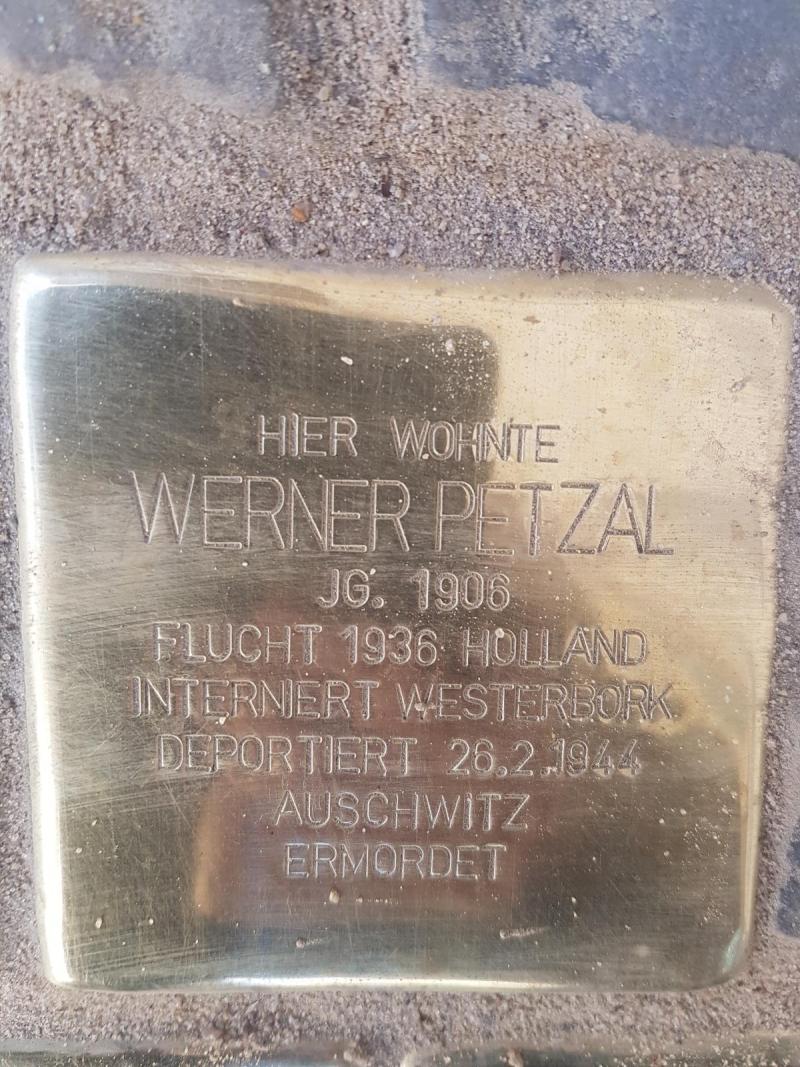 HIER WOHNTE
WERNER PETZAL
JG. 1906
FLUCHT 1936 HOLLAND
INTERNIERT WESTERBORK
DEPORTIERT 26.2.1944
AUSCHWITZ
ERMORDET